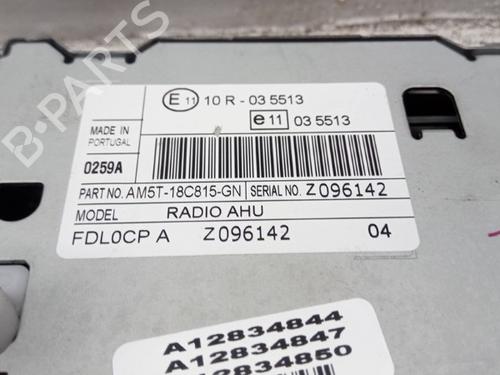 E 11 10 R - 03 5513
e 11 03 5513
MADE IN
PORTUGAL
0259A
PART NO. AM5T-18C815-GN SERIAL NO. Z096142
MODEL RADIO AHU
FDL0CP A Z096142 04
A12834844
A12834847
A12834850
B-PARTS